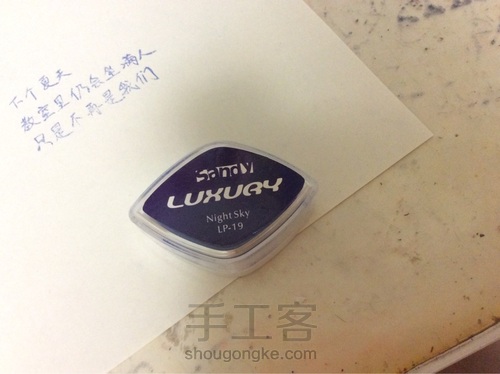 下个夏天
教室里仍会坐满人
只是不再是我们
Sandy
LUXUAY
Night Sky
LP-19
手工客
shougongke.com